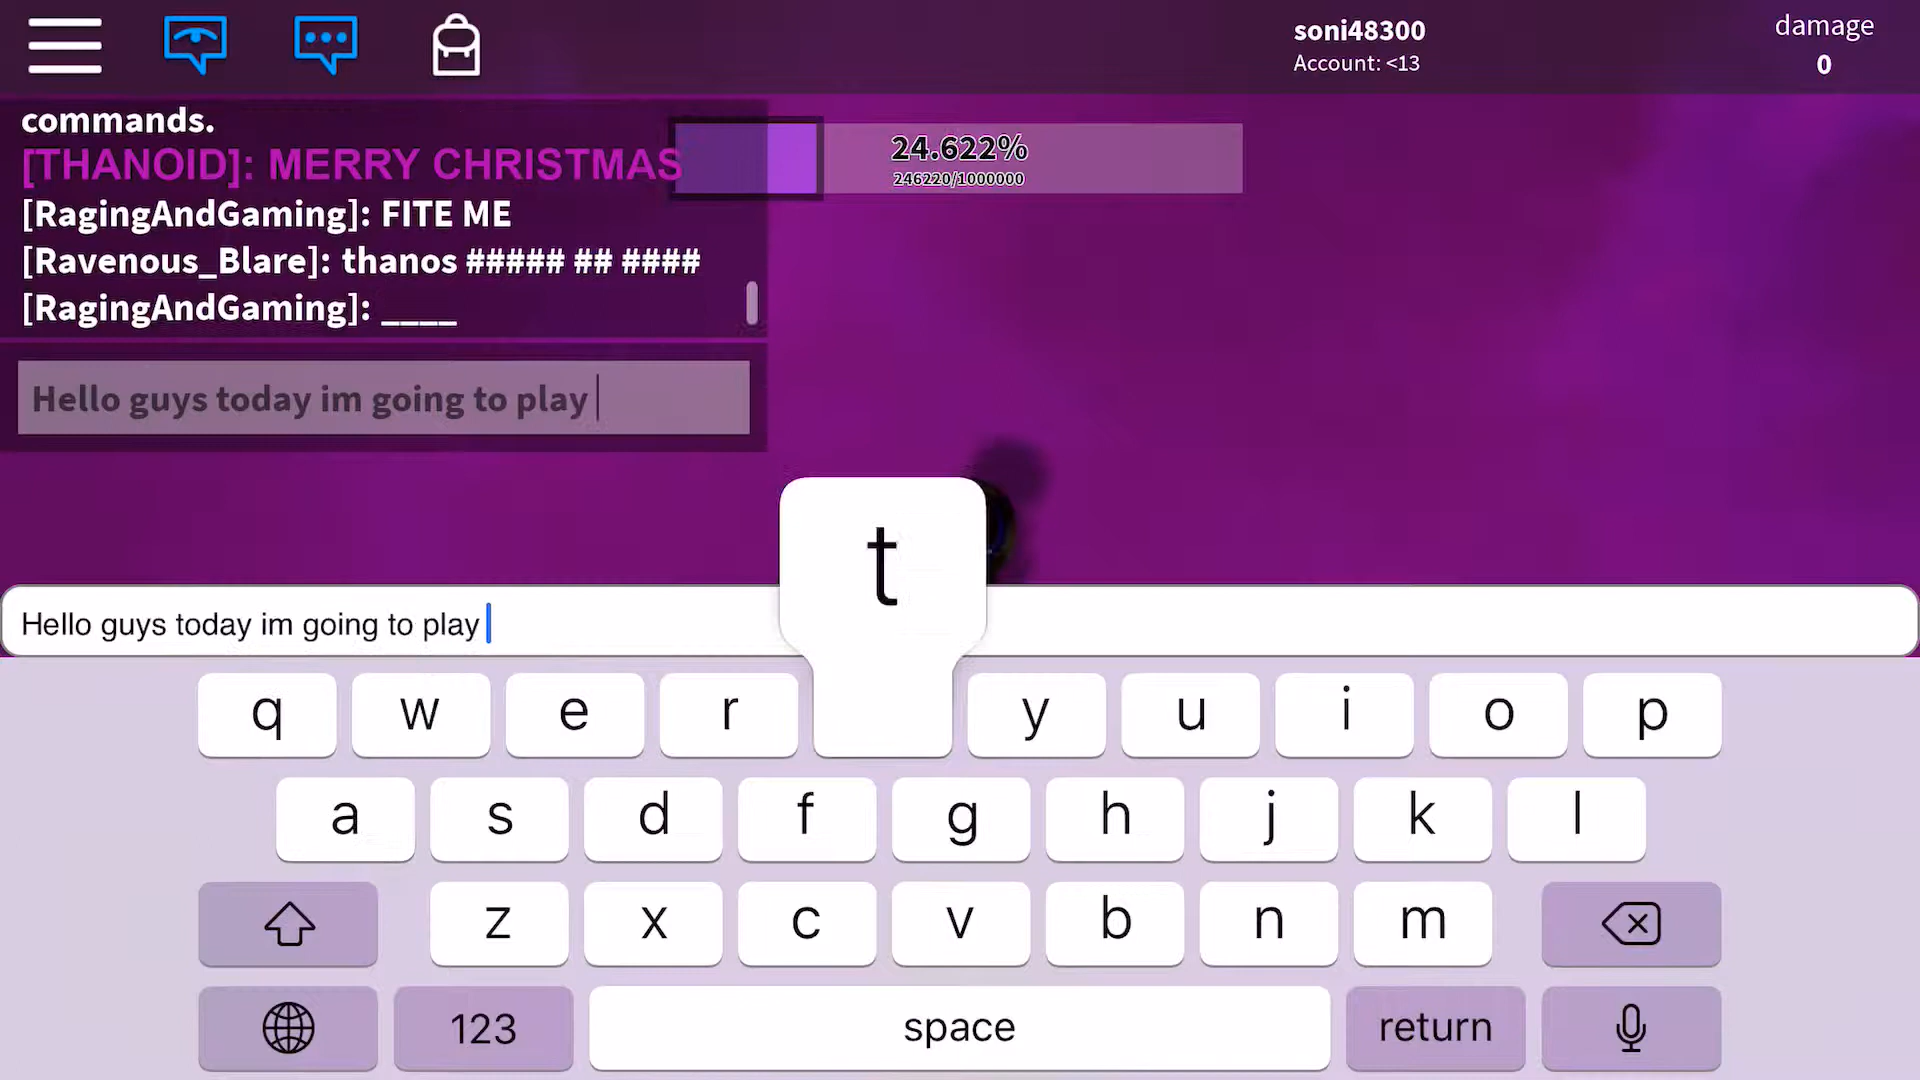 soni48300
Account: <13
damage
0
commands.
[THANOID]: MERRY CHRISTMAS
[RagingAndGaming]: FITE ME
[Ravenous_Blare]: thanos ##### ## ####
[RagingAndGaming]: ____
24.622%
246220/1000000
Hello guys today im going to play
t
Hello guys today im going to play
q w e r y u i o p
a s d f g h j k l
z x c v b n m
123 space return